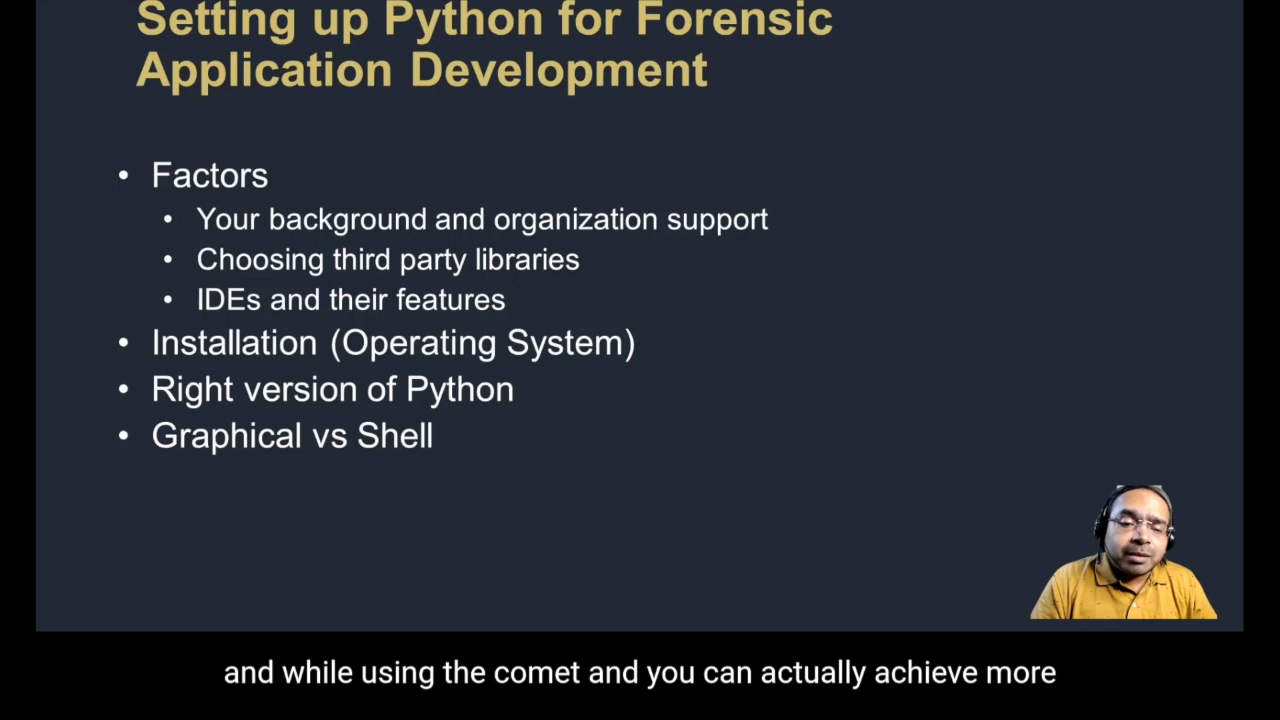 Setting up Python for Forensic
Application Development
• Factors
• Your background and organization support
• Choosing third party libraries
• IDEs and their features
• Installation (Operating System)
• Right version of Python
• Graphical vs Shell
and while using the comet and you can actually achieve more